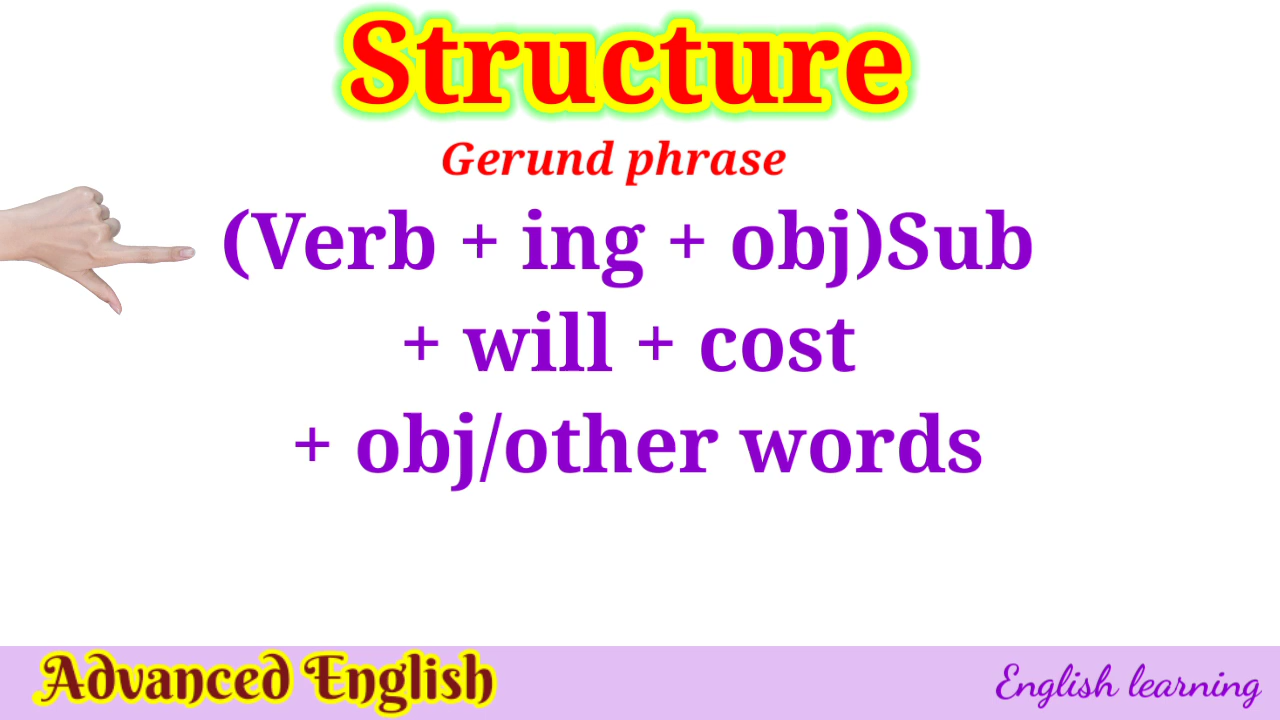 Structure
Gerund phrase
(Verb + ing + obj)Sub
+ will + cost
+ obj/other words
Advanced English
English learning